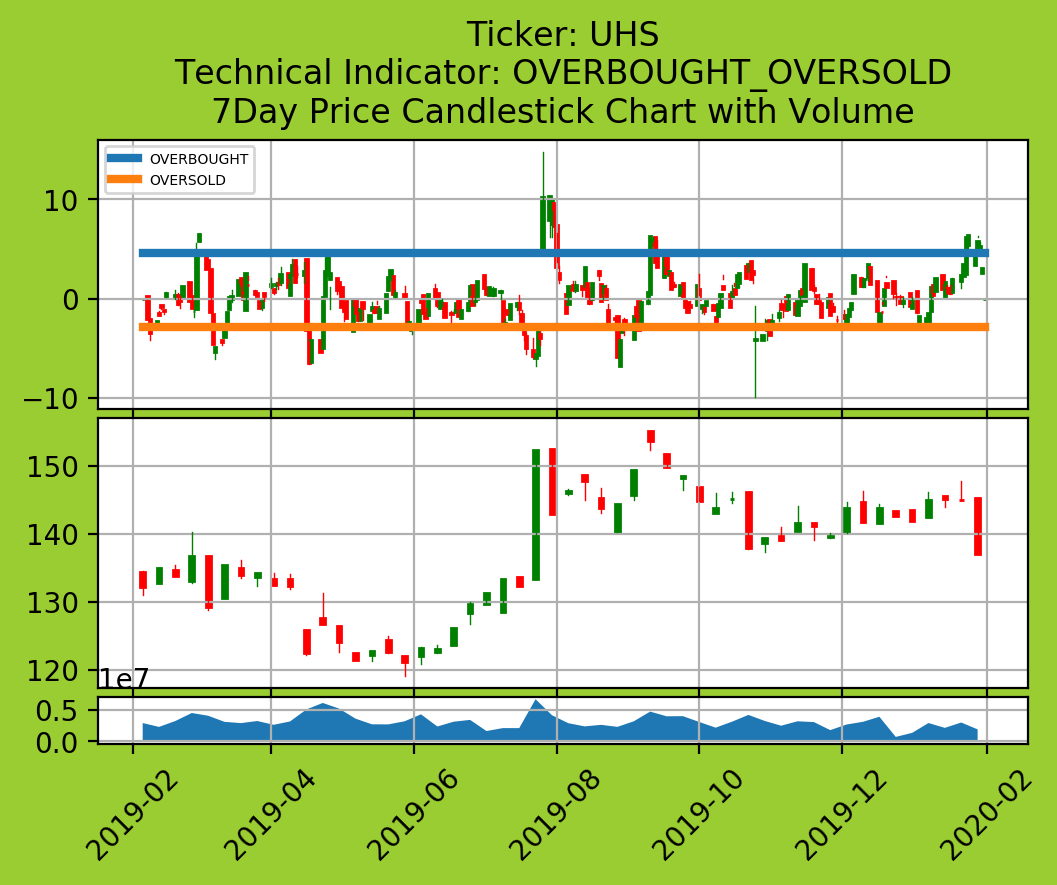 Ticker: UHS
Technical Indicator: OVERBOUGHT_OVERSOLD
7Day Price Candlestick Chart with Volume
OVERBOUGHT
OVERSOLD
10
0
−10
150
140
130
120
1e7
0.5
0.0
2019-02
2019-04
2019-06
2019-08
2019-10
2019-12
2020-02